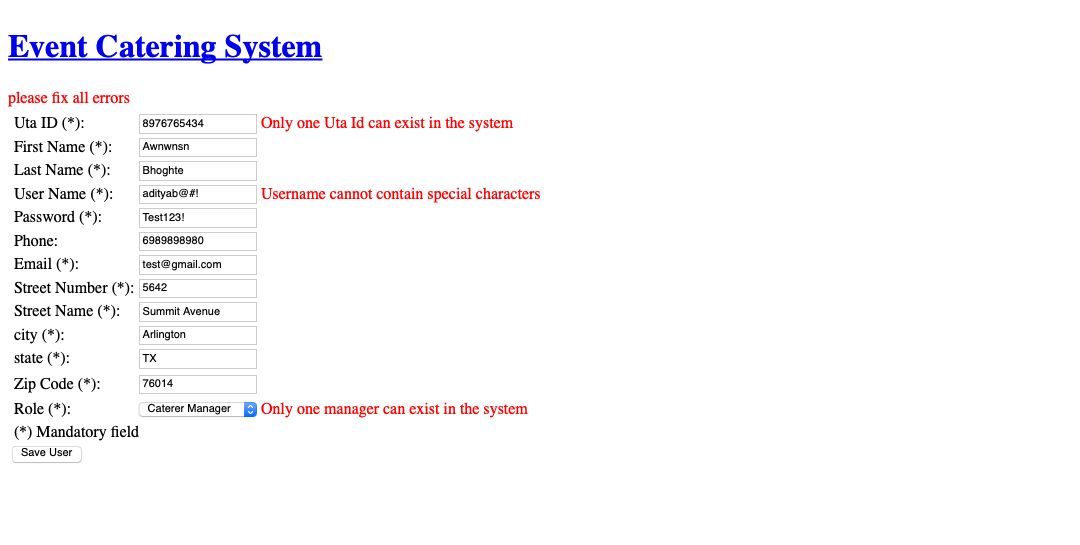 Event Catering System
please fix all errors
Uta ID (*): 8976765434 Only one Uta Id can exist in the system
First Name (*): Awnwnsn
Last Name (*): Bhoghte
User Name (*): adityab@#! Username cannot contain special characters
Password (*): Test123!
Phone: 6989898980
Email (*): test@gmail.com
Street Number (*): 5642
Street Name (*): Summit Avenue
city (*): Arlington
state (*): TX
Zip Code (*): 76014
Role (*): Caterer Manager Only one manager can exist in the system
(*) Mandatory field
Save User